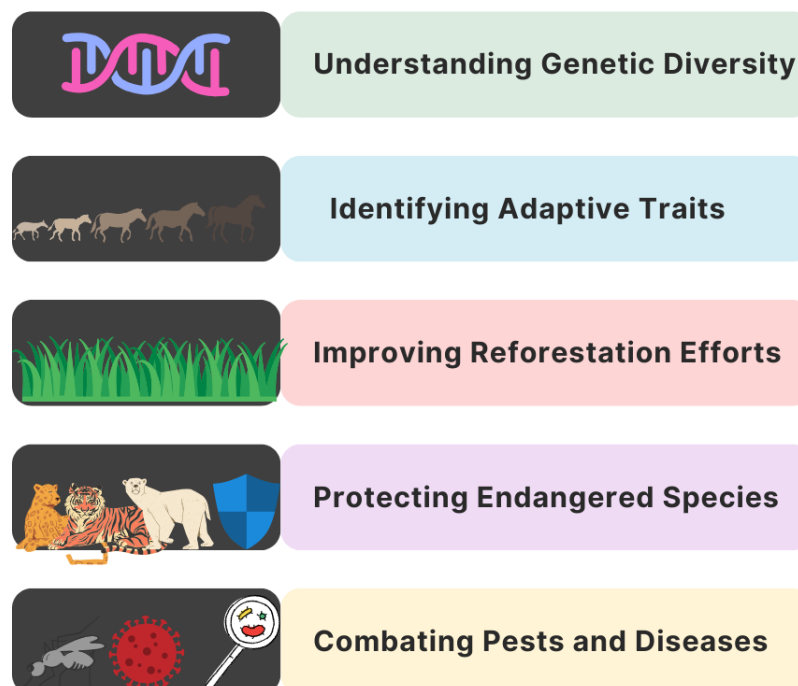 Understanding Genetic Diversity
Identifying Adaptive Traits
Improving Reforestation Efforts
Protecting Endangered Species
Combating Pests and Diseases